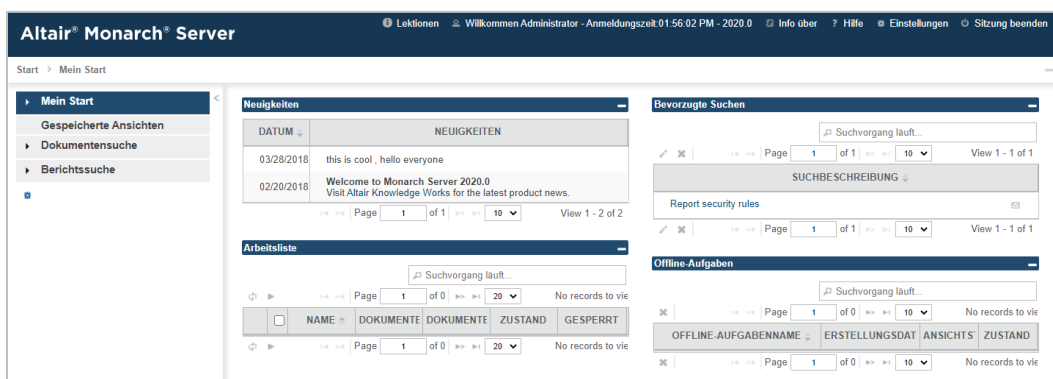 Altair® Monarch® Server
Lektionen Willkommen Administrator - Anmeldungszeit:01:56:02 PM - 2020.0 Info über ? Hilfe Einstellungen Sitzung beenden
Start > Mein Start
Mein Start
Gespeicherte Ansichten
Dokumentensuche
Berichtssuche
Neuigkeiten
DATUM NEUIGKEITEN
03/28/2018 this is cool , hello everyone
02/20/2018 Welcome to Monarch Server 2020.0
Visit Altair Knowledge Works for the latest product news.
Page 1 of 1 10 View 1 - 2 of 2
Arbeitsliste
Suchvorgang läuft...
Page 1 of 0 20 No records to vie
NAME DOKUMENTE DOKUMENTE ZUSTAND GESPERRT
Page 1 of 0 20 No records to vie
Bevorzugte Suchen
Suchvorgang läuft...
Page 1 of 1 10 View 1 - 1 of 1
SUCHBESCHREIBUNG
Report security rules
Page 1 of 1 10 View 1 - 1 of 1
Offline-Aufgaben
Suchvorgang läuft...
Page 1 of 0 10 No records to vie
OFFLINE-AUFGABENNAME ERSTELLUNGSDAT ANSICHTS ZUSTAND
Page 1 of 0 10 No records to vie